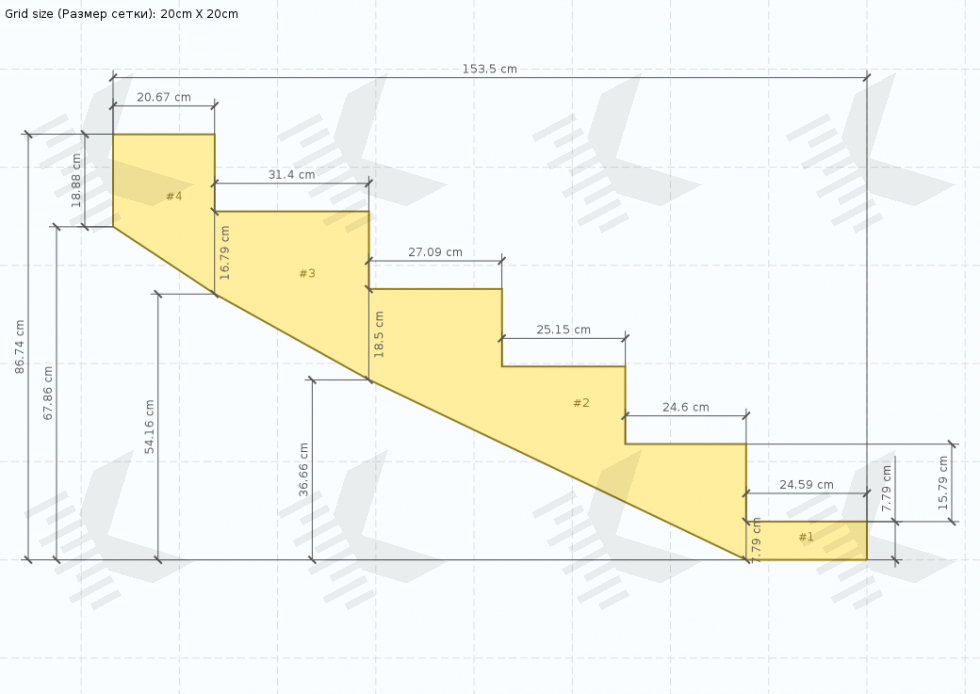 Grid size (Размер сетки): 20cm X 20cm
153.5 cm
20.67 cm
18.88 cm
#4
31.4 cm
16.79 cm
#3
27.09 cm
18.5 cm
25.15 cm
86.74 cm
67.86 cm
54.16 cm
36.66 cm
#2
24.6 cm
24.59 cm
7.79 cm
15.79 cm
7.79 cm
#1